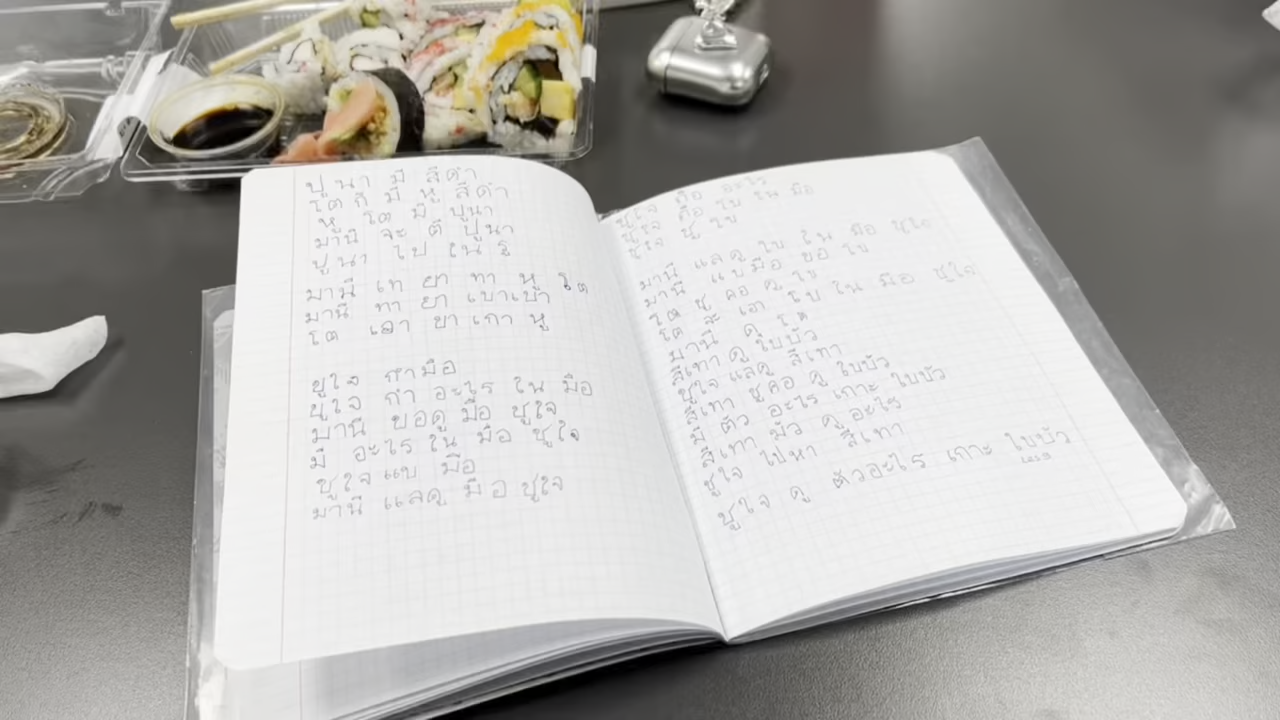 ปู นา มี สีดำ
โต ก็ มี หู สีดำ
หู โต มี ปูนา
มานี จะ ตี ปู นา
ปู นา ไป ใน รู
มานี เท ยา ทา หู โต
มานี ทา ยา เบาเบา
โต เอา ยา เกา หู
ชูใจ กำมือ
ชูใจ กำ อะไร ใน มือ
มานี ขอดู มือ ชูใจ
มี อะไร ใน มือ ชูใจ
ชูใจ แบ มือ
มานี แลดู มือ ชูใจ
ชูใจ ถือ อะไร
ชูใจ ถือ ใบ ใน มือ
ชูใจ ชู ใบ
มานี แลดู ใบ ใน มือ ชูใจ
มานี แบมือ ขอ ใบ
โต ชู คอ ดู ใบ
โต จะ เอา ใบ ใน มือ ชูใจ
มานี ดู โต
สีเทา ดู ใบบัว
ชูใจ แลดู สีเทา
สีเทา ชูคอ ดู ใบบัว
มี ตัว อะไร เกาะ ใบบัว
สีเทา มัว ดู อะไร
ชูใจ ไปหา สีเทา
ชูใจ ดู ตัวอะไร เกาะ ใบบัว